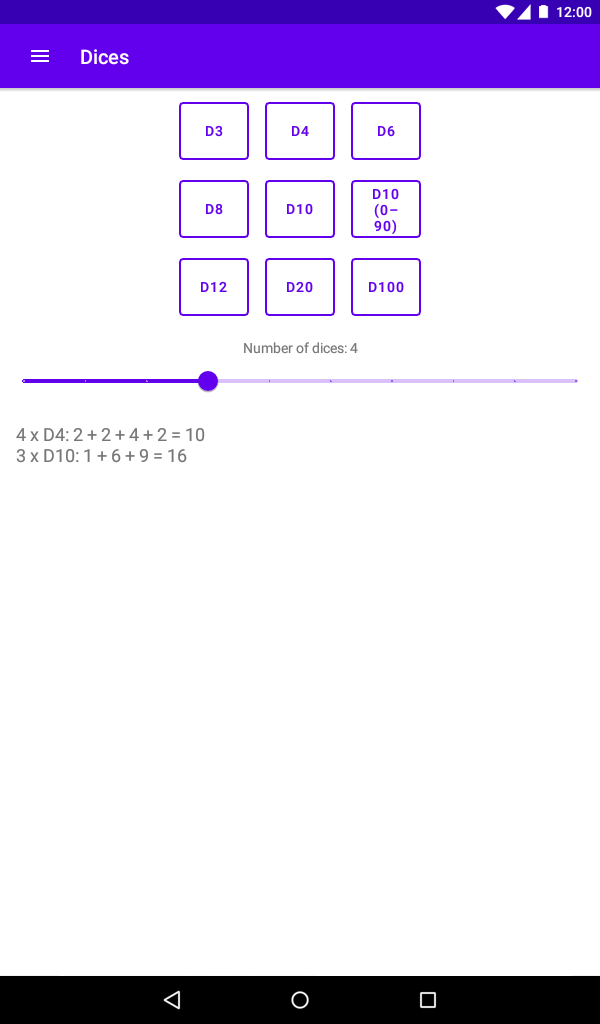 12:00
Dices
D3 D4 D6
D8 D10 D10
(0–
90)
D12 D20 D100
Number of dices: 4
4 x D4: 2 + 2 + 4 + 2 = 10
3 x D10: 1 + 6 + 9 = 16